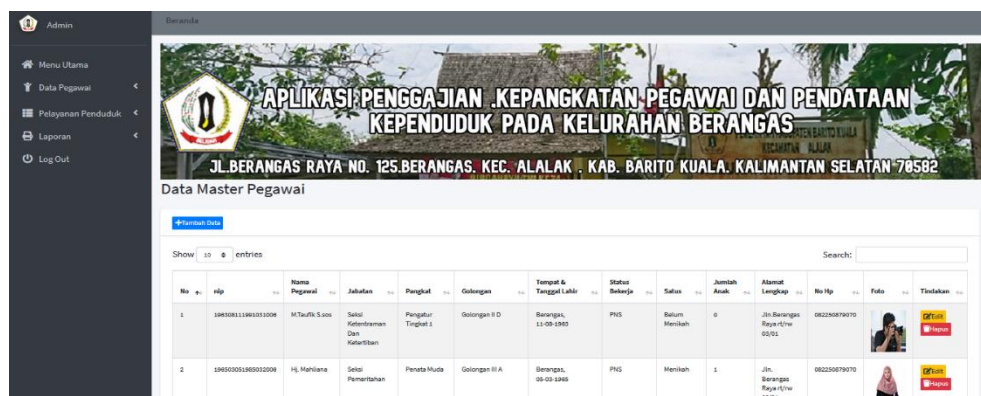 Admin
Beranda
Menu Utama
Data Pegawai
Pelayanan Penduduk
Laporan
Log Out
APLIKASI PENGGAJIAN .KEPANGKATAN PEGAWAI DAN PENDATAAN
KEPENDUDUK PADA KELURAHAN BERANGAS
JL.BERANGAS RAYA NO. 125.BERANGAS. KEC. ALALAK . KAB. BARITO KUALA. KALIMANTAN SELATAN 70582
Data Master Pegawai
+Tambah Data
Show 10 entries
Search:
No nip Nama Pegawai Jabatan Pangkat Golongan Tempat & Tanggal Lahir Status Bekerja Satus Jumlah Anak Alamat Lengkap No Hp Foto Tindakan
1 M.Taufik S.sos Seksi Ketentraman Dan Ketertiban Pengatur Tingkat 1 Golongan II D Berangas, PNS Belum Menikah 0 Jln.Berangas Raya rt/rw 03/01 082250879070 Edit Hapus
2 Hj. Mahliana Seksi Pemeritahan Penata Muda Golongan III A Berangas, 05-03-1965 PNS Menikah 1 Jln. Berangas Raya rt/rw 082250879070 Edit Hapus